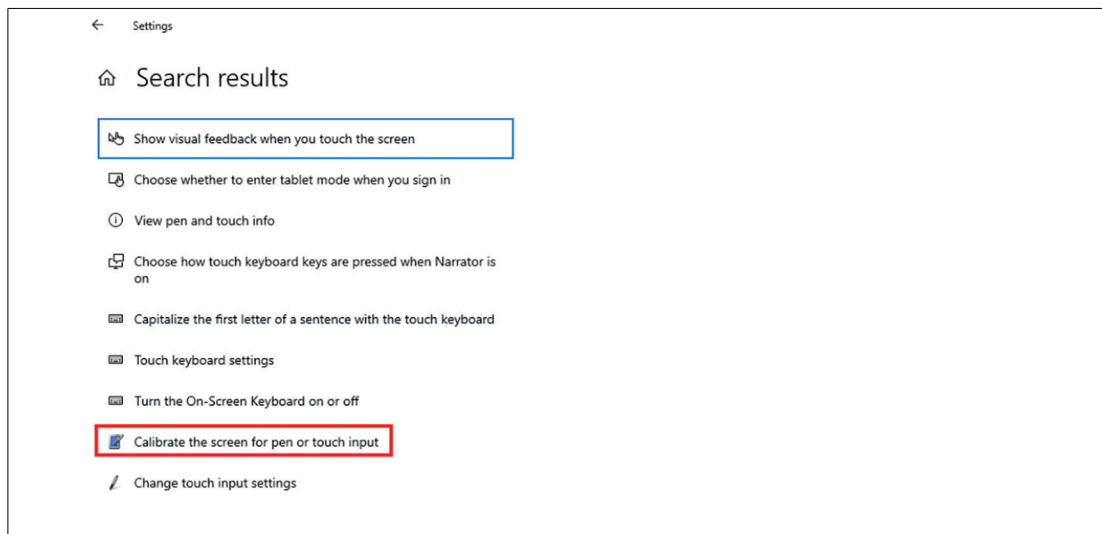 Settings
Search results
Show visual feedback when you touch the screen
Choose whether to enter tablet mode when you sign in
View pen and touch info
Choose how touch keyboard keys are pressed when Narrator is
on
Capitalize the first letter of a sentence with the touch keyboard
Touch keyboard settings
Turn the On-Screen Keyboard on or off
Calibrate the screen for pen or touch input
Change touch input settings